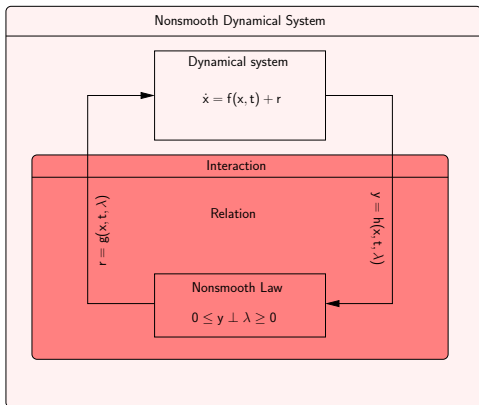 Nonsmooth Dynamical System
Dynamical system
ẋ = f(x, t) + r
Interaction
Relation
r = g(x, t, λ)
y = h(x, t, λ)
Nonsmooth Law
0 ≤ y ⊥ λ ≥ 0